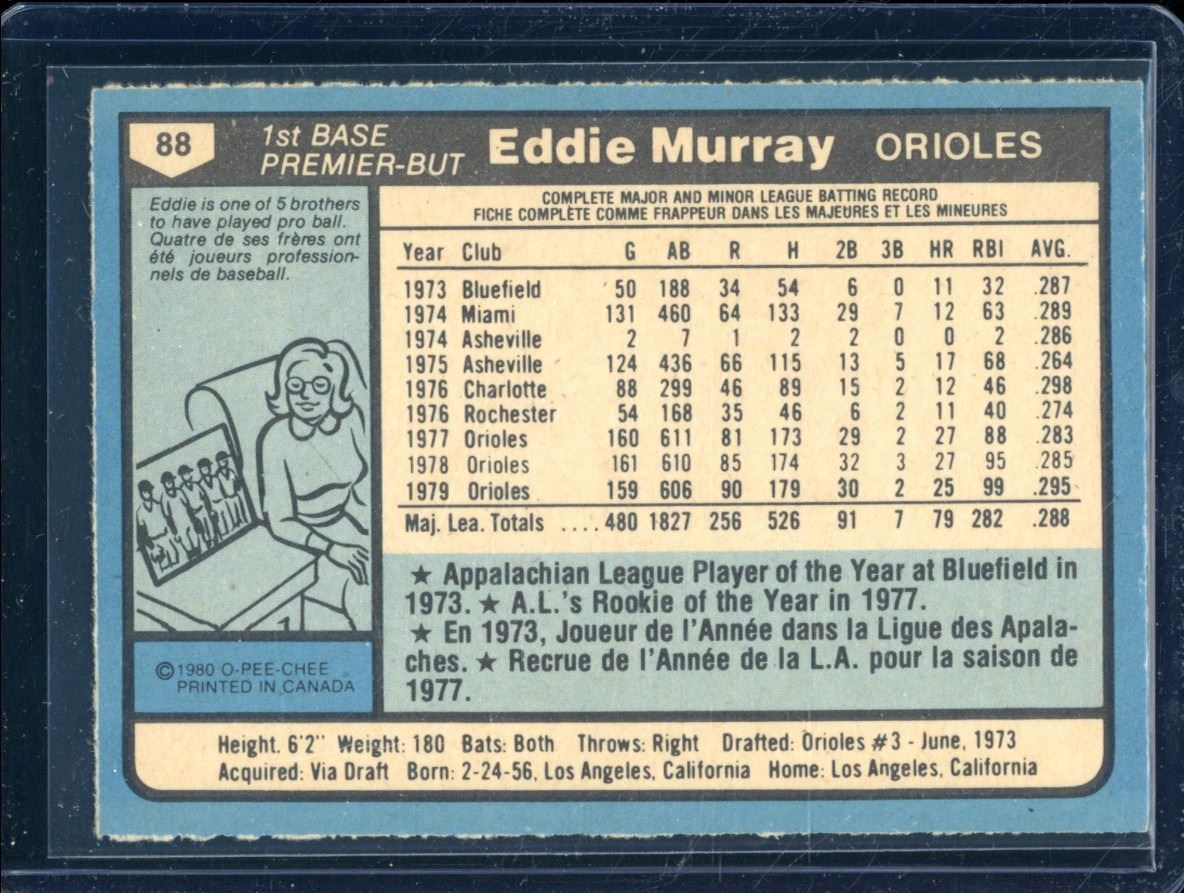 88
1st BASE
PREMIER-BUT
Eddie Murray
ORIOLES
Eddie is one of 5 brothers
to have played pro ball.
Quatre de ses frères ont
été joueurs profession-
nels de baseball.
©1980 O-PEE-CHEE
PRINTED IN CANADA
COMPLETE MAJOR AND MINOR LEAGUE BATTING RECORD
FICHE COMPLÈTE COMME FRAPPEUR DANS LES MAJEURES ET LES MINEURES
Year Club G AB R H 2B 3B HR RBI AVG.
1973 Bluefield 50 188 34 54 6 0 11 32 .287
1974 Miami 131 460 64 133 29 7 12 63 .289
1974 Asheville 2 7 1 2 2 0 0 2 .286
1975 Asheville 124 436 66 115 13 5 17 68 .264
1976 Charlotte 88 299 46 89 15 2 12 46 .298
1976 Rochester 54 168 35 46 6 2 11 40 .274
1977 Orioles 160 611 81 173 29 2 27 88 .283
1978 Orioles 161 610 85 174 32 3 27 95 .285
1979 Orioles 159 606 90 179 30 2 25 99 .295
Maj. Lea. Totals .... 480 1827 256 526 91 7 79 282 .288
★ Appalachian League Player of the Year at Bluefield in
1973. ★ A.L.'s Rookie of the Year in 1977.
★ En 1973, Joueur de l'Année dans la Ligue des Apala-
ches. ★ Recrue de l'Année de la L.A. pour la saison de
1977.
Height. 6'2" Weight: 180 Bats: Both Throws: Right Drafted: Orioles #3 - June, 1973
Acquired: Via Draft Born: 2-24-56, Los Angeles, California Home: Los Angeles, California